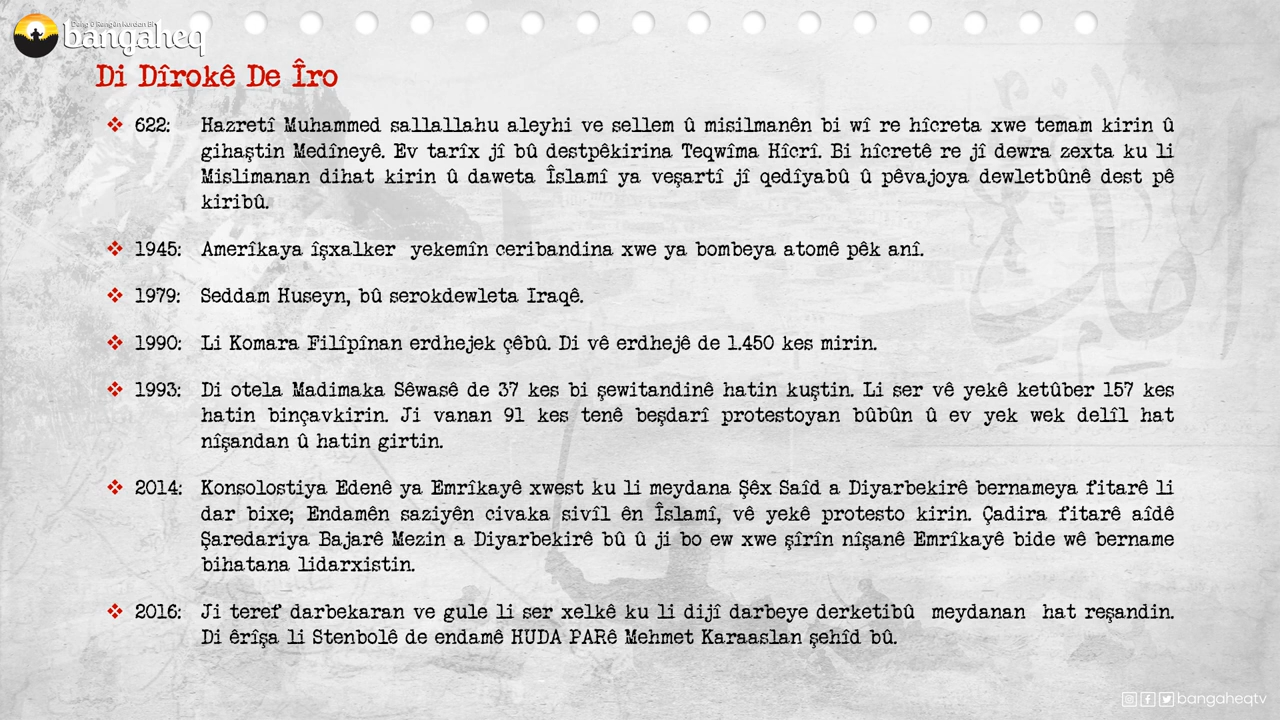 Deng û Rengên Kurdan Bî
bangaheq
Di Dîrokê De Îro
622: Hazretî Muhammed sallallahu aleyhi ve sellem û misilmanên bi wî re hîcreta xwe temam kirin û
gihaştin Medîneyê. Ev tarîx jî bû destpêkirina Teqwîma Hîcrî. Bi hîcretê re jî dewra zexta ku li
Mislimanan dihat kirin û daweta Îslamî ya veşartî jî qedîyabû û pêvajoya dewletbûnê dest pê
kiribû.
1945: Amerîkaya îşxalker yekemîn ceribandina xwe ya bombeya atomê pêk anî.
1979: Seddam Huseyn, bû serokdewleta Iraqê.
1990: Li Komara Filîpînan erdhejek çêbû. Di vê erdhejê de 1.450 kes mirin.
1993: Di otela Madimaka Sêwasê de 37 kes bi şewitandinê hatin kuştin. Li ser vê yekê ketûber 157 kes
hatin binçavkirin. Ji vanan 91 kes tenê beşdarî protestoyan bûbûn û ev yek wek delîl hat
nîşandan û hatin girtin.
2014: Konsolostiya Edenê ya Emrîkayê xwest ku li meydana Şêx Saîd a Diyarbekirê bernameya fitarê li
dar bixe; Endamên saziyên civaka sivîl ên Îslamî, vê yekê protesto kirin. Çadira fitarê aîdê
Şaredariya Bajarê Mezin a Diyarbekirê bû û ji bo ew xwe şîrîn nîşanê Emrîkayê bide wê bername
bihatana lidarxistin.
2016: Ji teref darbekaran ve gule li ser xelkê ku li dijî darbeye derketibû meydanan hat reşandin.
Di êrîşa li Stenbolê de endamê HUDA PARê Mehmet Karaaslan şehîd bû.
bangaheqtv